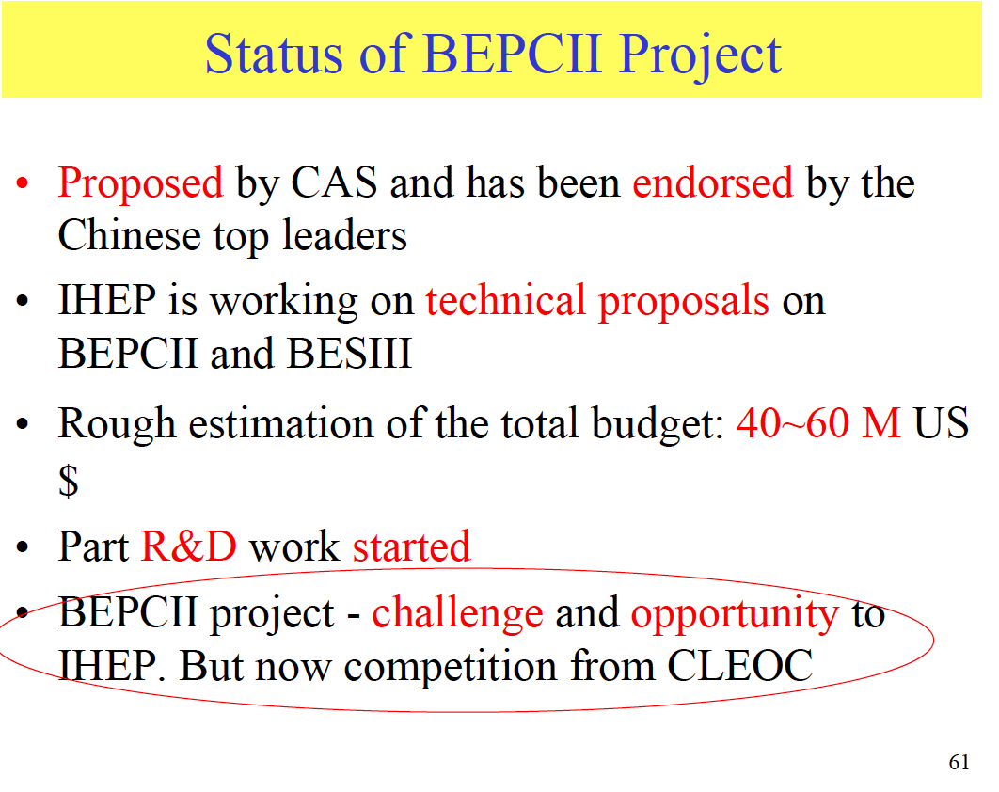 Status of BEPCII Project
• Proposed by CAS and has been endorsed by the
Chinese top leaders
• IHEP is working on technical proposals on
BEPCII and BESIII
• Rough estimation of the total budget: 40~60 M US
$
• Part R&D work started
• BEPCII project - challenge and opportunity to
IHEP. But now competition from CLEOC
61